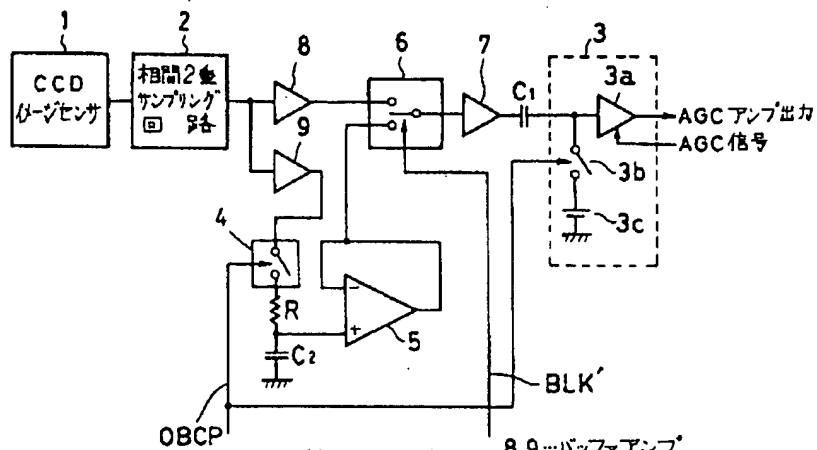 1
2
8
6
7
3
CCD
イメージセンサ
相間2重
サンプリング
回路
9
C₁
3a
AGCアンプ出力
AGC信号
3b
3c
4
R
C₂
-
+
5
OBCP
BLK'
8,9…バッファアンプ